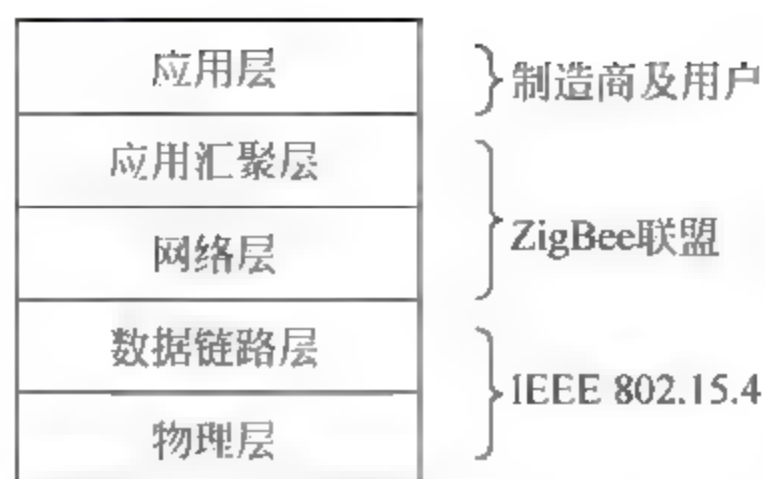 应用层
制造商及用户
应用汇聚层
网络层
ZigBee联盟
数据链路层
IEEE 802.15.4
物理层